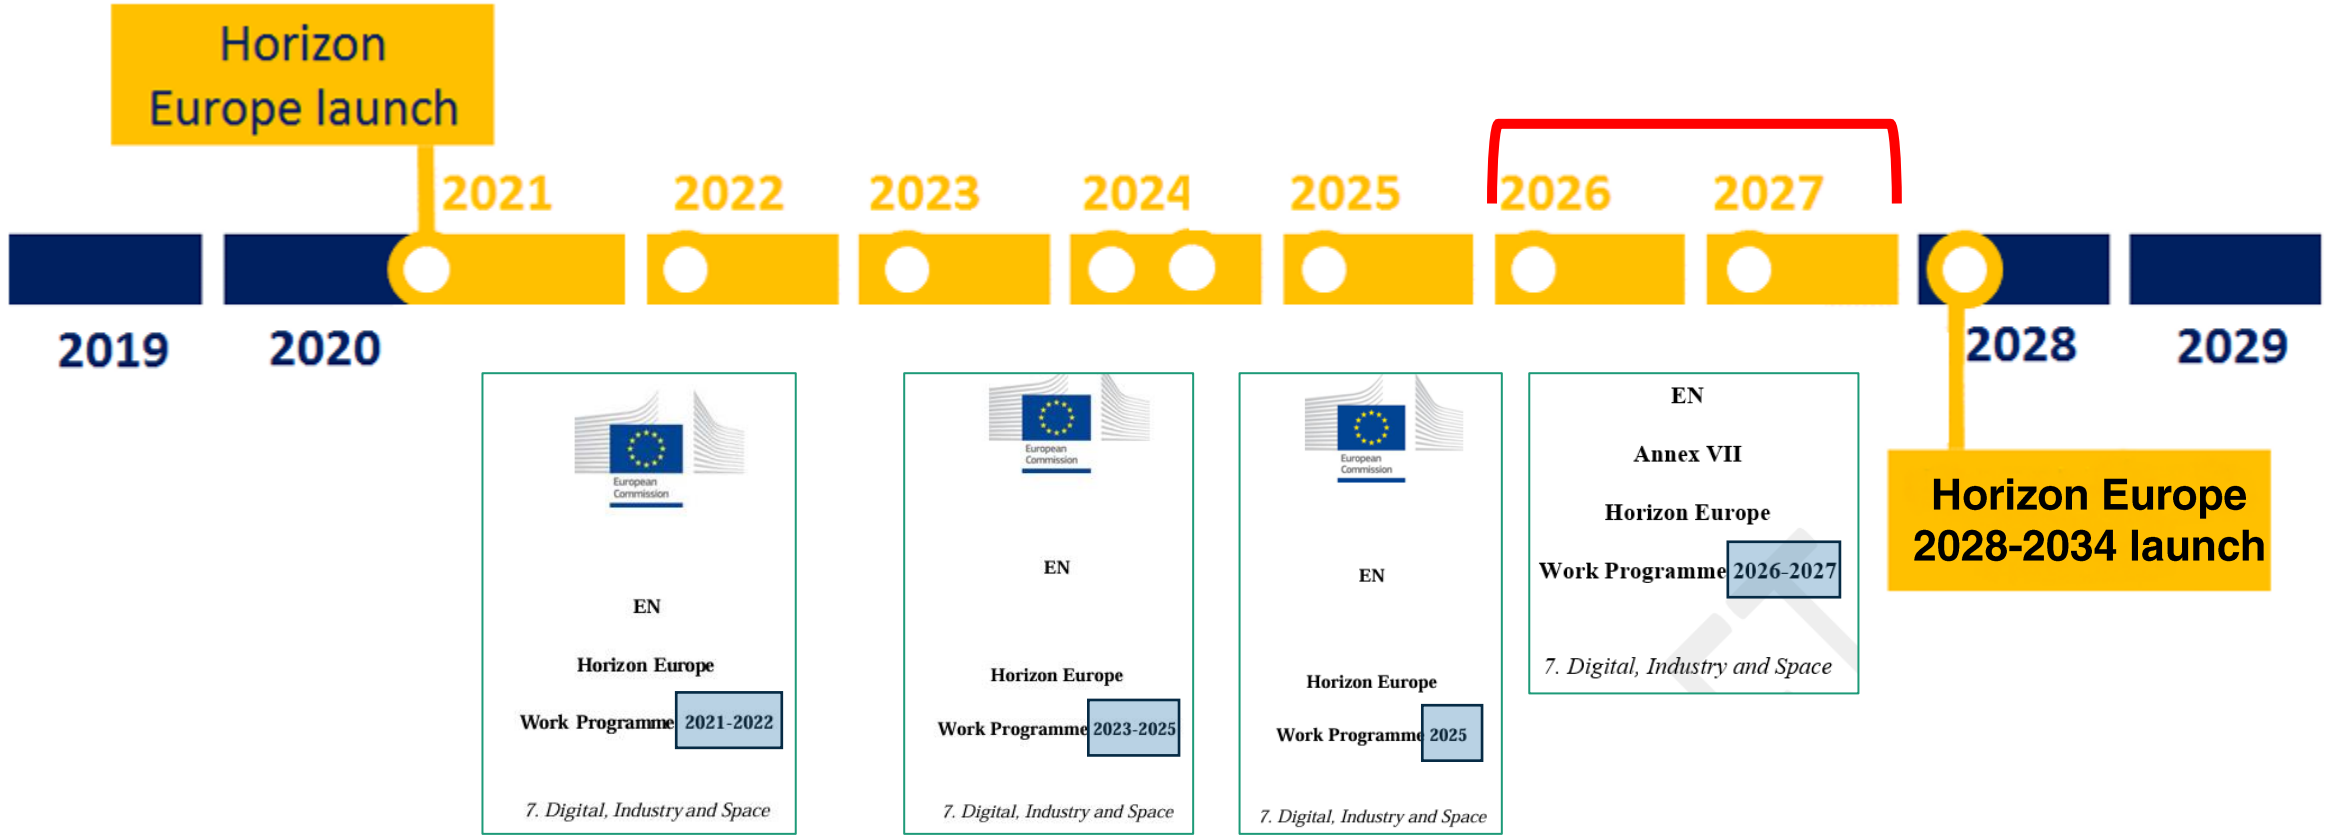 Horizon
Europe launch
2021
2022
2023
2024
2025
2026
2027
2019
2020
2028
2029
European
Commission
EN
Horizon Europe
Work Programme 2021-2022
7. Digital, Industry and Space
European
Commission
EN
Horizon Europe
Work Programme 2023-2025
7. Digital, Industry and Space
European
Commission
EN
Horizon Europe
Work Programme 2025
7. Digital, Industry and Space
EN
Annex VII
Horizon Europe
Work Programme 2026-2027
7. Digital, Industry and Space
Horizon Europe
2028-2034 launch